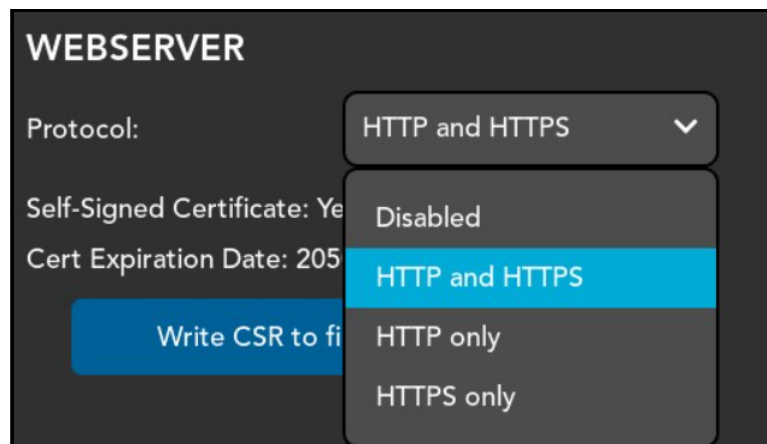 WEBSERVER
Protocol: HTTP and HTTPS
Self-Signed Certificate:
Disabled
Cert Expiration Date:
HTTP and HTTPS
Write CSR to
HTTP only
HTTPS only